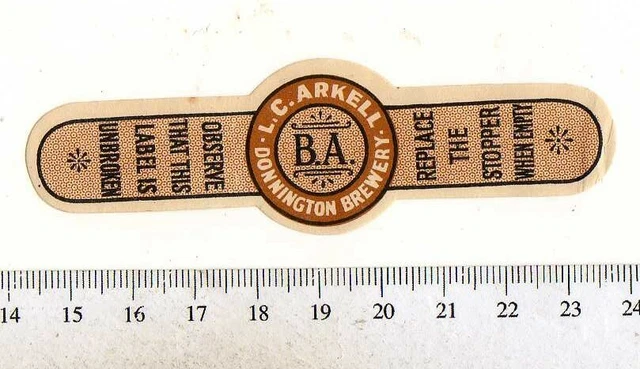 OBSERVE
THAT THIS
LABEL IS
UNBROKEN
L.C. ARKELL
B.A.
DONNINGTON BREWERY
REPLACE
THE
STOPPER
WHEN EMPTY
14 15 16 17 18 19 20 21 22 23 24